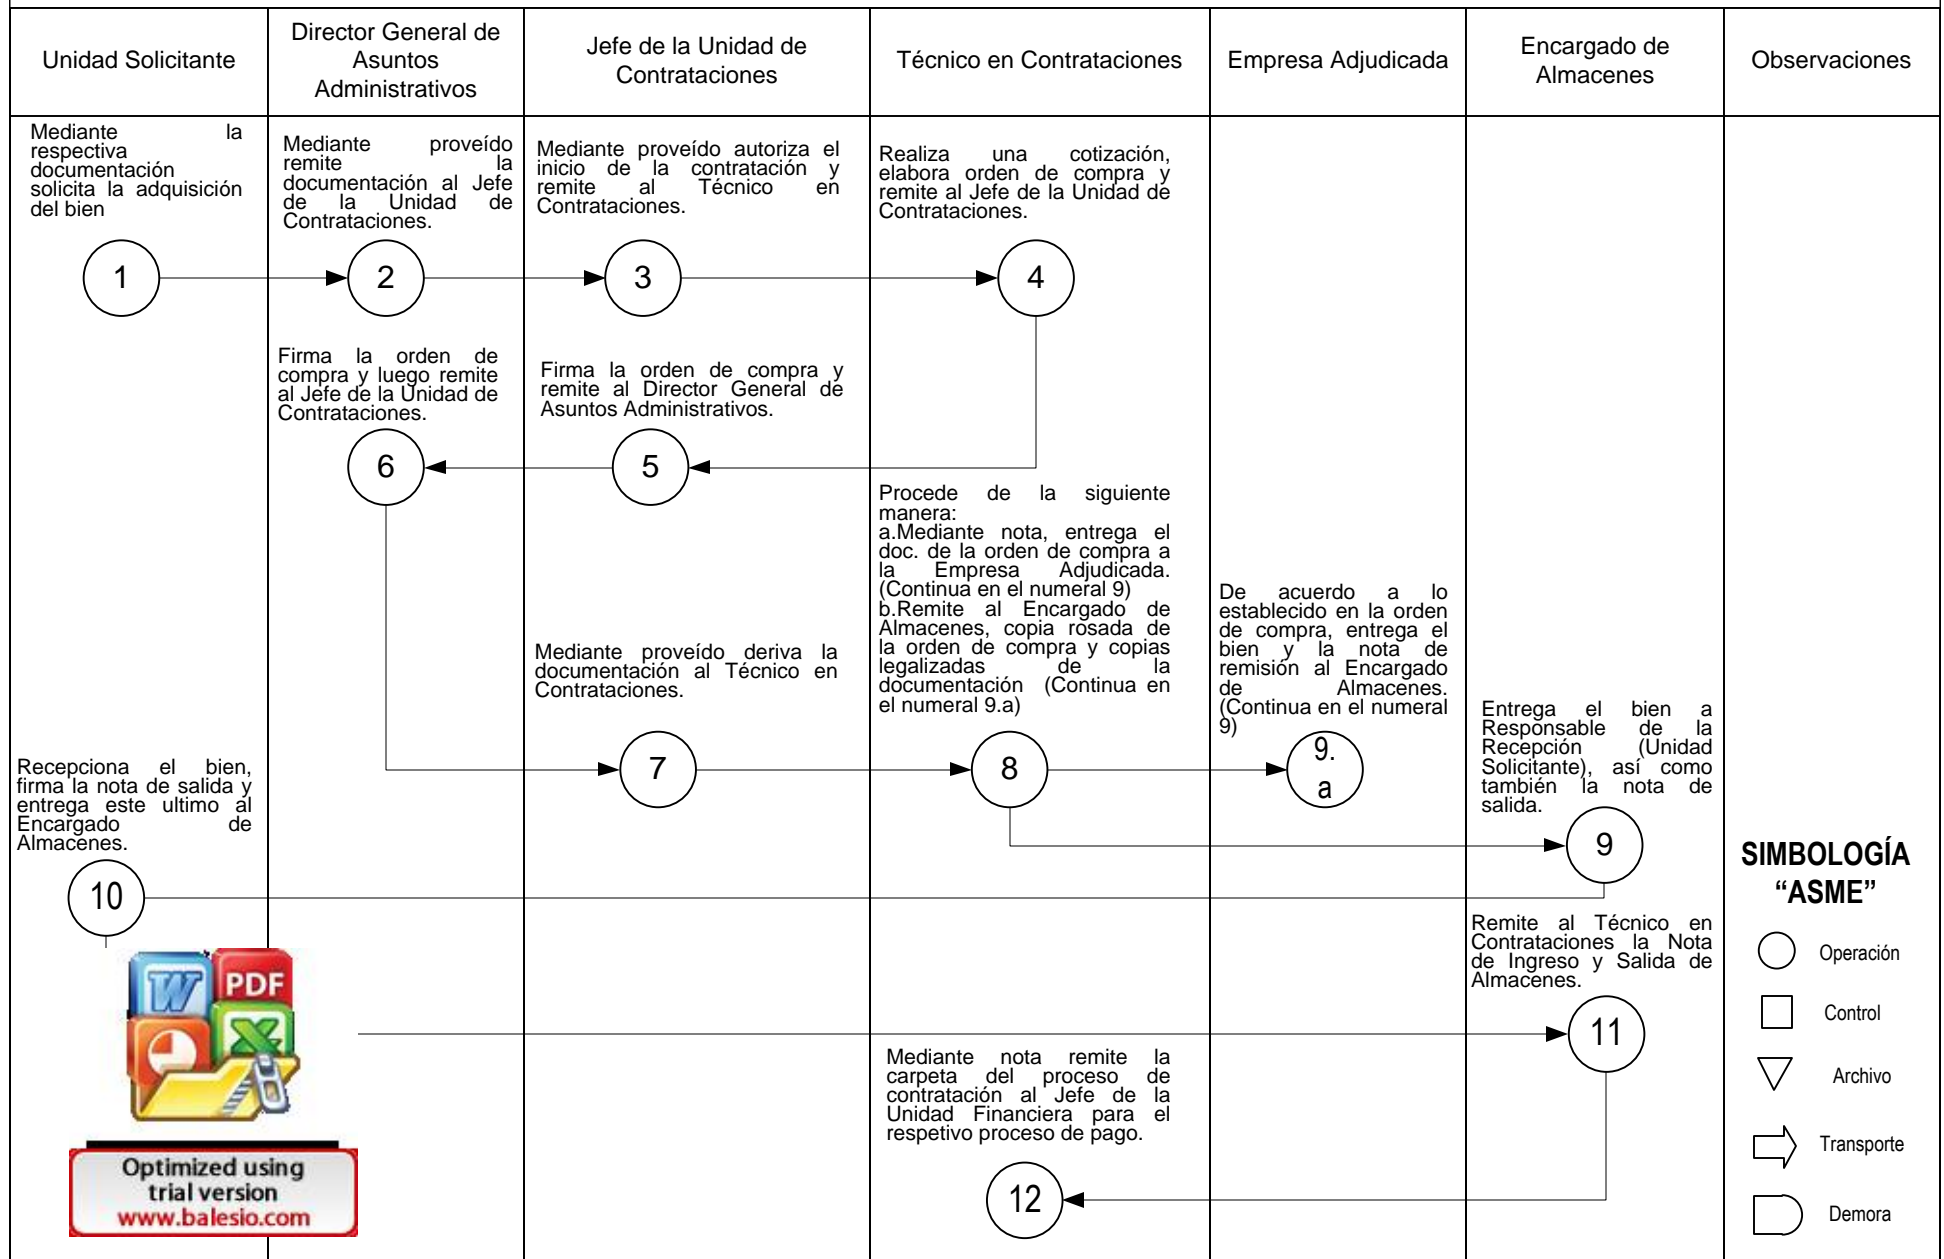 Unidad Solicitante
Director General de
Asuntos
Administrativos
Jefe de la Unidad de
Contrataciones
Técnico en Contrataciones
Empresa Adjudicada
Encargado de
Almacenes
Observaciones
Mediante la
respectiva
documentación
solicita la adquisición
del bien
Mediante proveído
remite la
documentación al Jefe
de la Unidad de
Contrataciones.
Mediante proveído autoriza el
inicio de la contratación y
remite al Técnico en
Contrataciones.
Realiza una cotización,
elabora orden de compra y
remite al Jefe de la Unidad de
Contrataciones.
1
2
3
4
Firma la orden de
compra y luego remite
al Jefe de la Unidad de
Contrataciones.
Firma la orden de compra y
remite al Director General de
Asuntos Administrativos.
6
5
Procede de la siguiente
manera:
a.Mediante nota, entrega el
doc. de la orden de compra a
la Empresa Adjudicada.
(Continua en el numeral 9)
b.Remite al Encargado de
Almacenes, copia rosada de
la orden de compra y copias
legalizadas de la
documentación (Continua en
el numeral 9.a)
De acuerdo a lo
establecido en la orden
de compra, entrega el
bien y la nota de
remisión al Encargado
de Almacenes.
(Continua en el numeral
9)
Mediante proveído deriva la
documentación al Técnico en
Contrataciones.
Entrega el bien a
Responsable de la
Recepción (Unidad
Solicitante), así como
también la nota de
salida.
7
8
9.
a
Recepciona el bien,
firma la nota de salida y
entrega este ultimo al
Encargado de
Almacenes.
9
10
SIMBOLOGÍA
“ASME”
Operación
Control
Archivo
Transporte
Demora
Remite al Técnico en
Contrataciones la Nota
de Ingreso y Salida de
Almacenes.
11
Mediante nota remite la
carpeta del proceso de
contratación al Jefe de la
Unidad Financiera para el
respetivo proceso de pago.
12
W
PDF
X
Optimized using
trial version
www.balesio.com